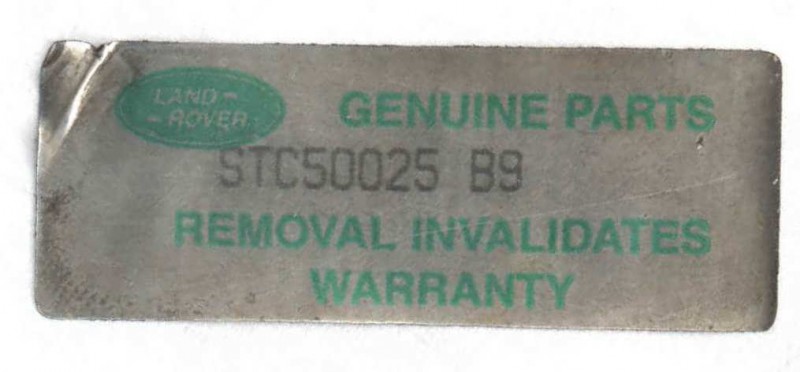 LAND-
-ROVER
GENUINE PARTS
STC50025 B9
REMOVAL INVALIDATES
WARRANTY